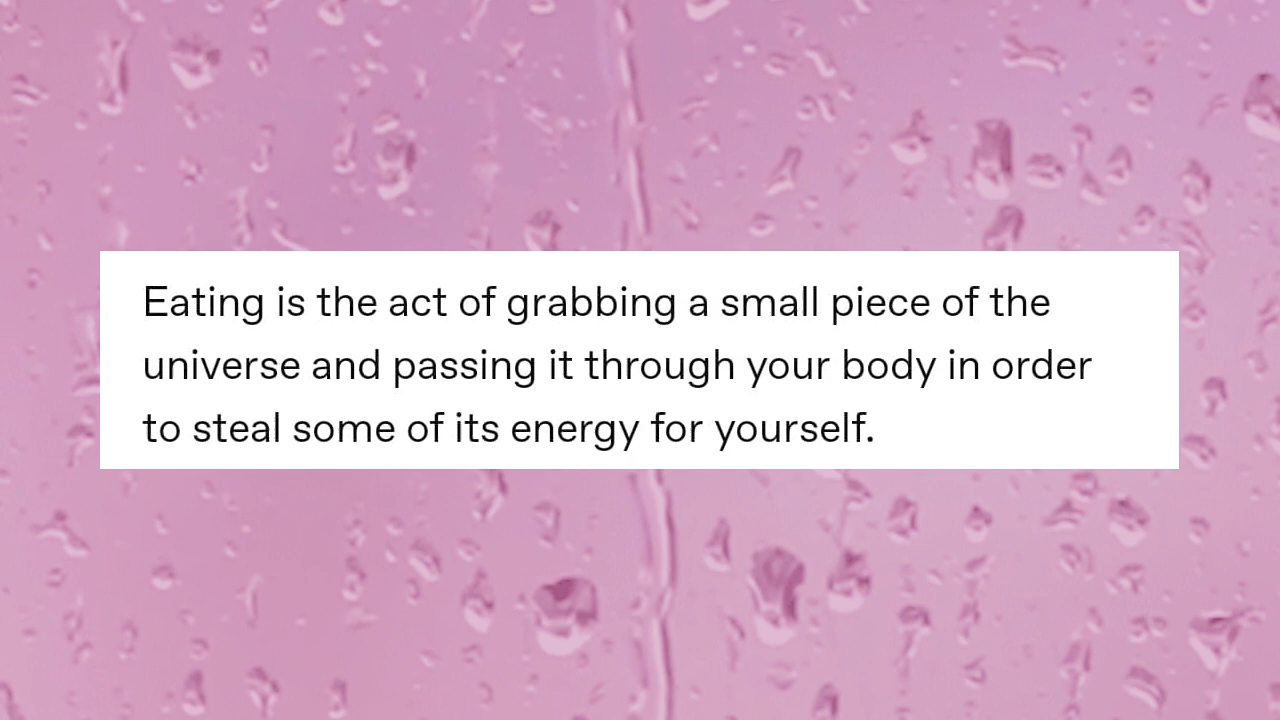 Eating is the act of grabbing a small piece of the
universe and passing it through your body in order
to steal some of its energy for yourself.